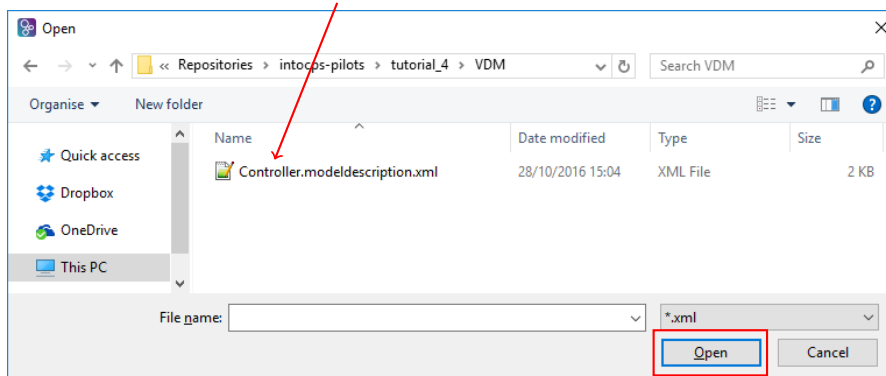 Open
« Repositories > intocps-pilots > tutorial_4 > VDM
Search VDM
Organise New folder
Name Date modified Type Size
Quick access
Controller.modeldescription.xml 28/10/2016 15:04 XML File 2 KB
Dropbox
OneDrive
This PC
File name: *.xml
Open Cancel